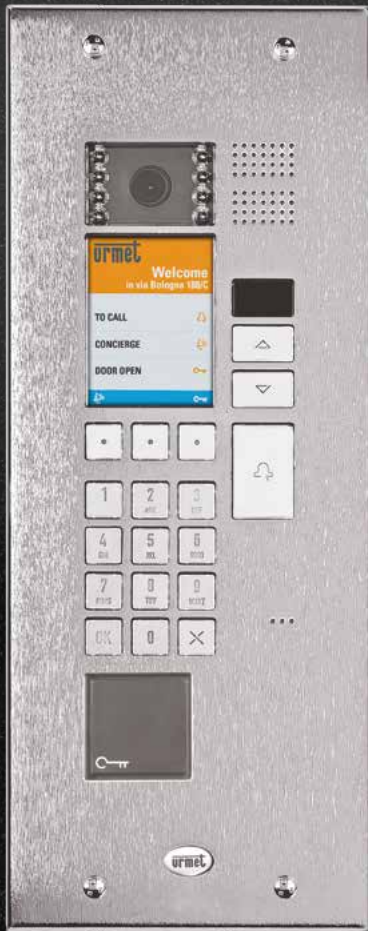 urmet
Welcome
in via Bologna 188/C
TO CALL
CONCIERGE
DOOR OPEN
1 2 3
ABC DEF
4 5 6
GHI JKL MNO
7 8 9
PQRS TUV WXYZ
OK 0
urmet